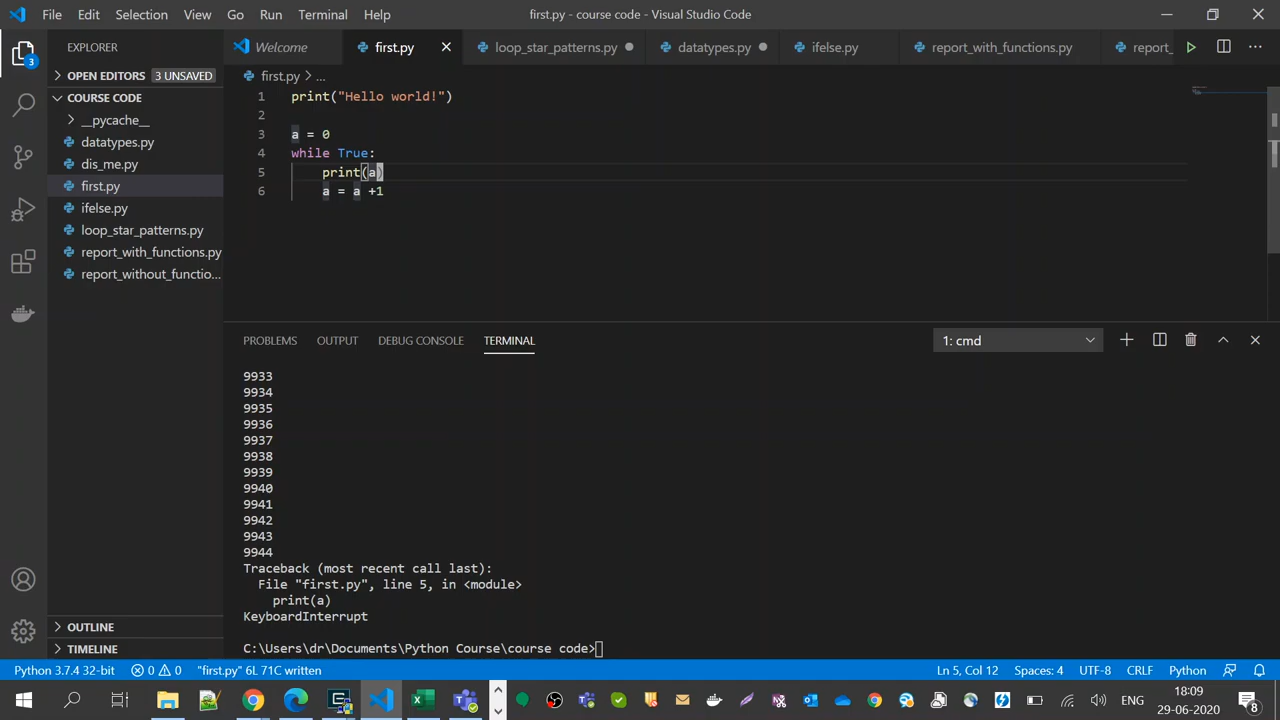 File Edit Selection View Go Run Terminal Help first.py - course code - Visual Studio Code
EXPLORER Welcome first.py loop_star_patterns.py datatypes.py ifelse.py report_with_functions.py report_
3
OPEN EDITORS 3 UNSAVED
COURSE CODE
__pycache__
datatypes.py
dis_me.py
first.py
ifelse.py
loop_star_patterns.py
report_with_functions.py
report_without_functio...
OUTLINE
TIMELINE
first.py > ...
1 print("Hello world!")
2
3 a = 0
4 while True:
5 print(a)
6 a = a +1
PROBLEMS OUTPUT DEBUG CONSOLE TERMINAL 1: cmd
9933
9934
9935
9936
9937
9938
9939
9940
9941
9942
9943
9944
Traceback (most recent call last):
File "first.py", line 5, in <module>
print(a)
KeyboardInterrupt
C:\Users\dr\Documents\Python Course\course code>
Python 3.7.4 32-bit 0 0 "first.py" 6L 71C written Ln 5, Col 12 Spaces: 4 UTF-8 CRLF Python
ENG 18:09
29-06-2020
8